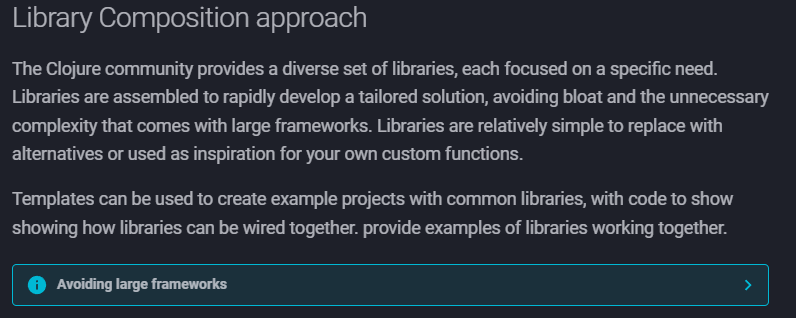 Library Composition approach
The Clojure community provides a diverse set of libraries, each focused on a specific need.
Libraries are assembled to rapidly develop a tailored solution, avoiding bloat and the unnecessary
complexity that comes with large frameworks. Libraries are relatively simple to replace with
alternatives or used as inspiration for your own custom functions.
Templates can be used to create example projects with common libraries, with code to show
showing how libraries can be wired together. provide examples of libraries working together.
Avoiding large frameworks